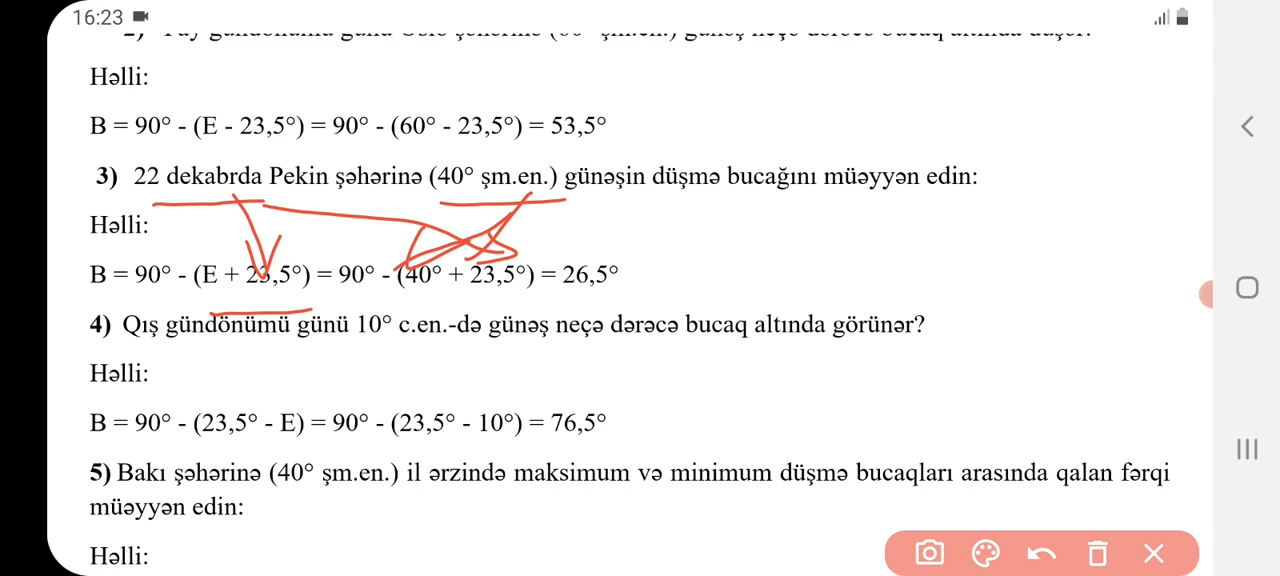 16:23
Həlli:
B = 90° - (E - 23,5°) = 90° - (60° - 23,5°) = 53,5°
3) 22 dekabrda Pekin şəhərinə (40° şm.en.) günəşin düşmə bucağını müəyyən edin:
Həlli:
B = 90° - (E + 23,5°) = 90° - (40° + 23,5°) = 26,5°
4) Qış gündönümü günü 10° c.en.-də günəş neçə dərəcə bucaq altında görünər?
Həlli:
B = 90° - (23,5° - E) = 90° - (23,5° - 10°) = 76,5°
5) Bakı şəhərinə (40° şm.en.) il ərzində maksimum və minimum düşmə bucaqları arasında qalan fərqi
müəyyən edin:
Həlli: